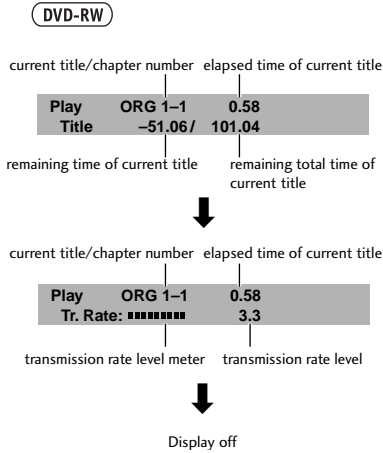 DVD-RW
current title/chapter number elapsed time of current title
Play ORG 1–1 0.58
Title –51.06 / 101.04
remaining time of current title remaining total time of
current title
current title/chapter number elapsed time of current title
Play ORG 1–1 0.58
Tr. Rate: 3.3
transmission rate level meter transmission rate level
Display off